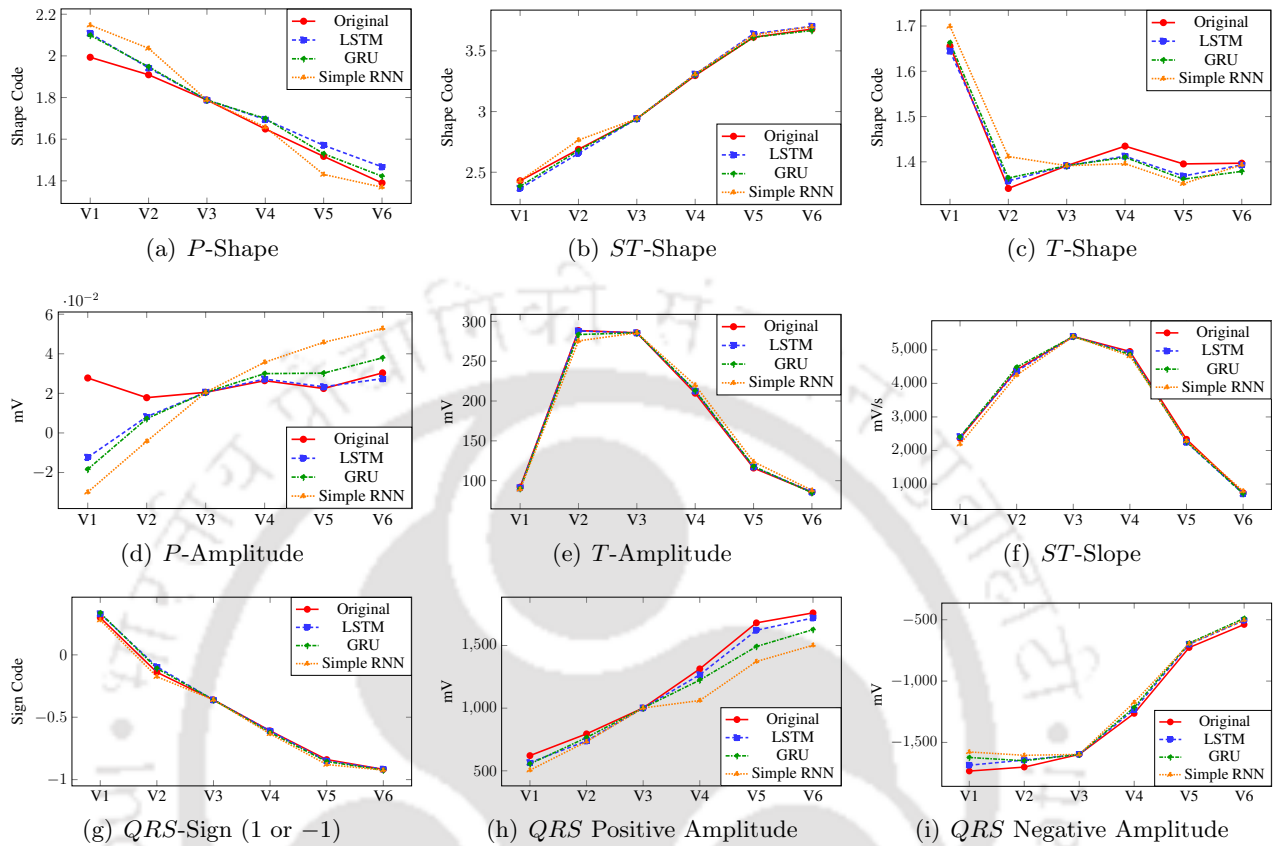 2.2
2
1.8
1.6
1.4
Shape Code
V1 V2 V3 V4 V5 V6
Original
LSTM
GRU
Simple RNN
(a) P-Shape
3.5
3
2.5
Shape Code
V1 V2 V3 V4 V5 V6
Original
LSTM
GRU
Simple RNN
(b) ST-Shape
1.7
1.6
1.5
1.4
Shape Code
V1 V2 V3 V4 V5 V6
Original
LSTM
GRU
Simple RNN
(c) T-Shape
·10⁻²
6
4
2
0
−2
mV
V1 V2 V3 V4 V5 V6
Original
LSTM
GRU
Simple RNN
(d) P-Amplitude
300
250
200
150
100
mV
V1 V2 V3 V4 V5 V6
Original
LSTM
GRU
Simple RNN
(e) T-Amplitude
5,000
4,000
3,000
2,000
1,000
mV/s
V1 V2 V3 V4 V5 V6
Original
LSTM
GRU
Simple RNN
(f) ST-Slope
0
−0.5
−1
Sign Code
V1 V2 V3 V4 V5 V6
Original
LSTM
GRU
Simple RNN
(g) QRS-Sign (1 or −1)
1,500
1,000
500
mV
V1 V2 V3 V4 V5 V6
Original
LSTM
GRU
Simple RNN
(h) QRS Positive Amplitude
−500
−1,000
−1,500
mV
V1 V2 V3 V4 V5 V6
Original
LSTM
GRU
Simple RNN
(i) QRS Negative Amplitude